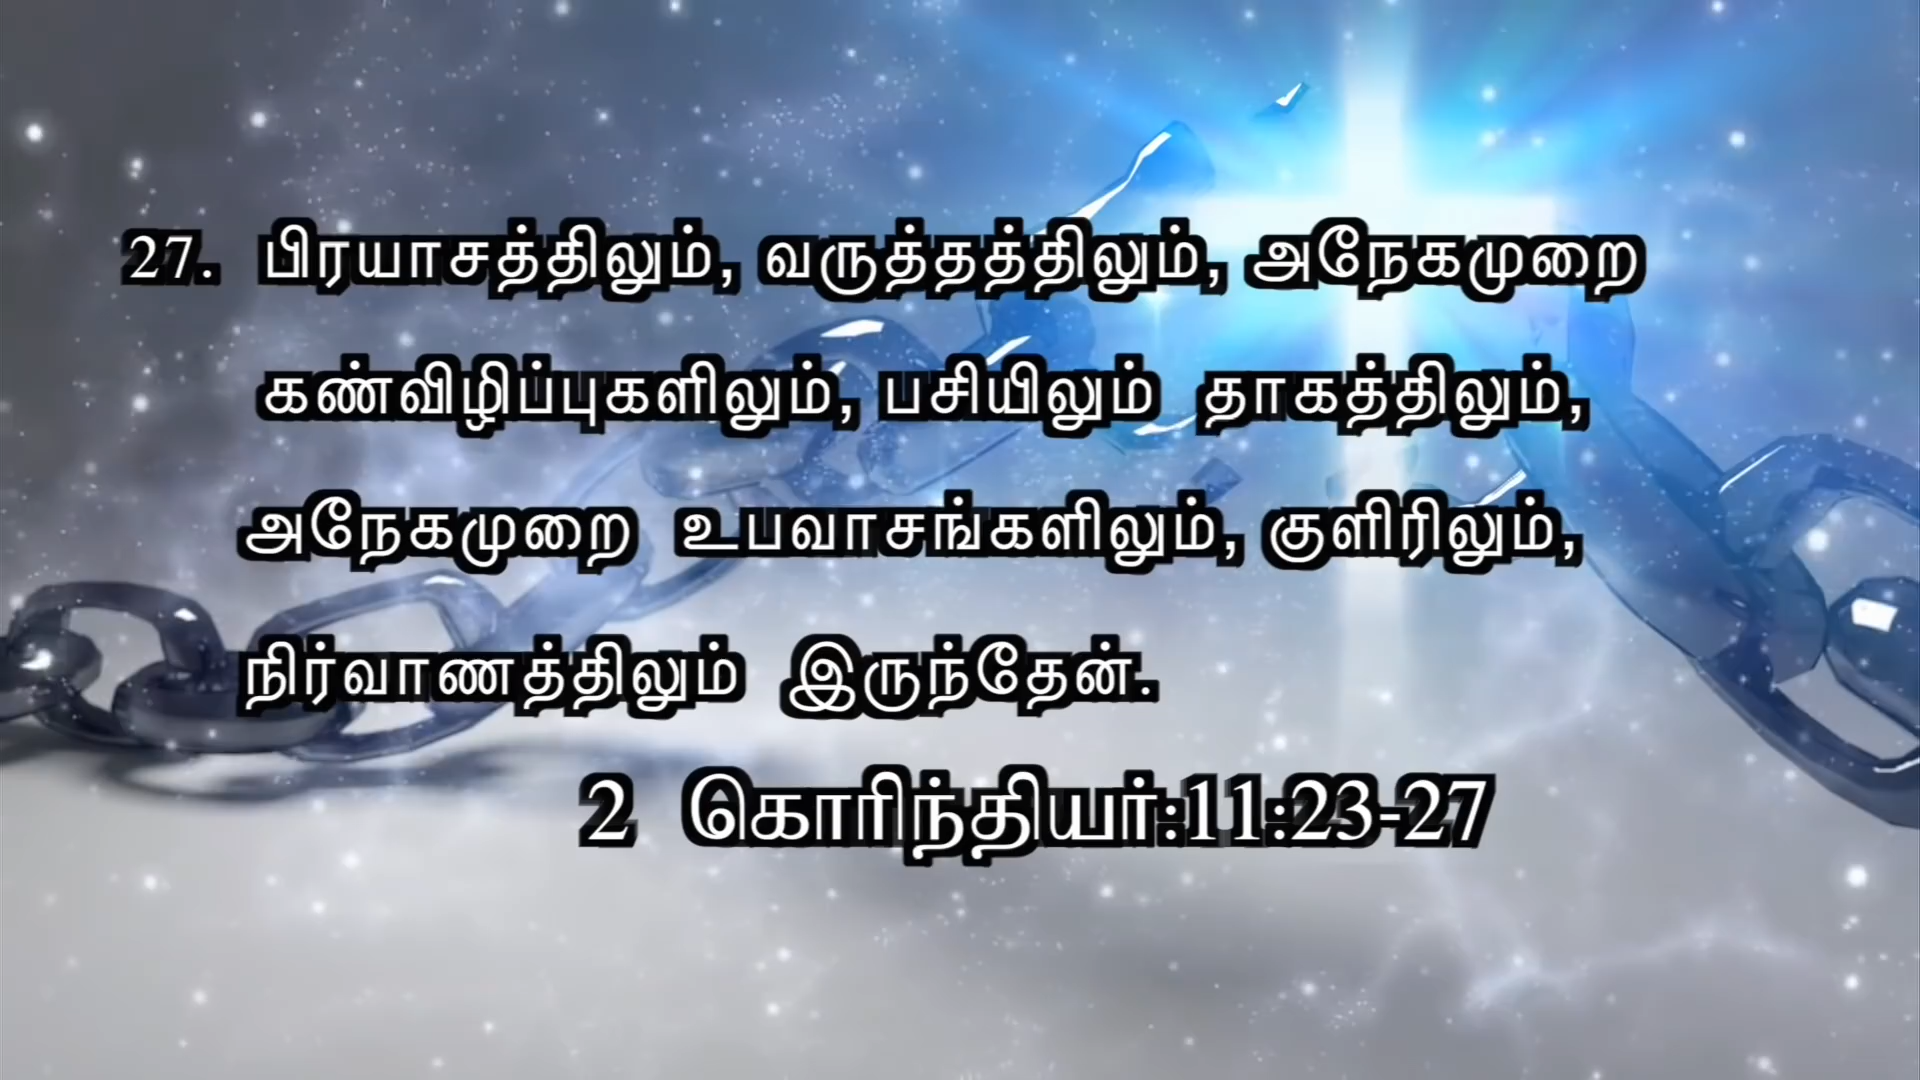 27. பிரயாசத்திலும், வருத்தத்திலும், அநேகமுறை
கண்விழிப்புகளிலும், பசியிலும் தாகத்திலும்,
அநேகமுறை உபவாசங்களிலும், குளிரிலும்,
நிர்வாணத்திலும் இருந்தேன்.
2 கொரிந்தியர்:11:23-27